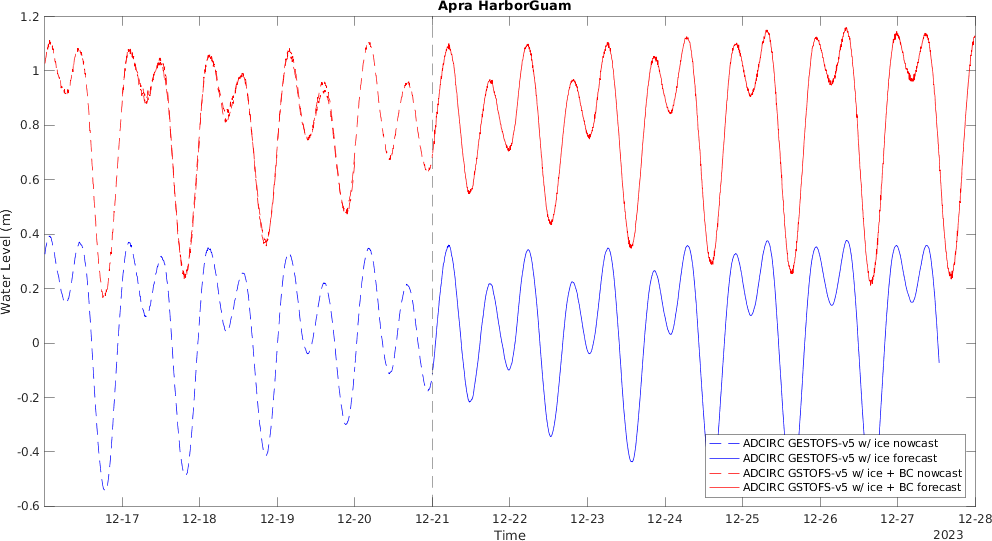 Apra HarborGuam
1.2
1
0.8
0.6
0.4
0.2
0
-0.2
-0.4
-0.6
Water Level (m)
ADCIRC GESTOFS-v5 w/ ice nowcast
ADCIRC GESTOFS-v5 w/ ice forecast
ADCIRC GSTOFS-v5 w/ ice + BC nowcast
ADCIRC GSTOFS-v5 w/ ice + BC forecast
12-17 12-18 12-19 12-20 12-21 12-22 12-23 12-24 12-25 12-26 12-27 12-28
Time
2023